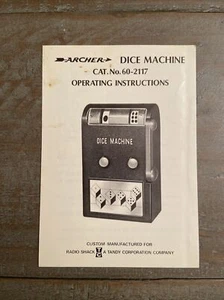 ARCHER DICE MACHINE
CAT. No. 60-2117
OPERATING INSTRUCTIONS
DICE MACHINE
CUSTOM MANUFACTURED FOR
RADIO SHACK A TANDY CORPORATION COMPANY